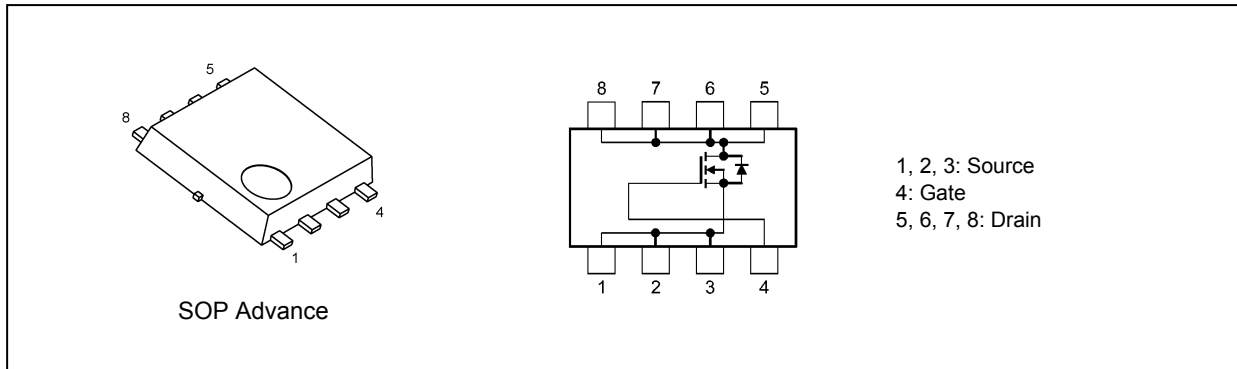 5
8
4
1
SOP Advance
8 7 6 5
1 2 3 4
1, 2, 3: Source
4: Gate
5, 6, 7, 8: Drain